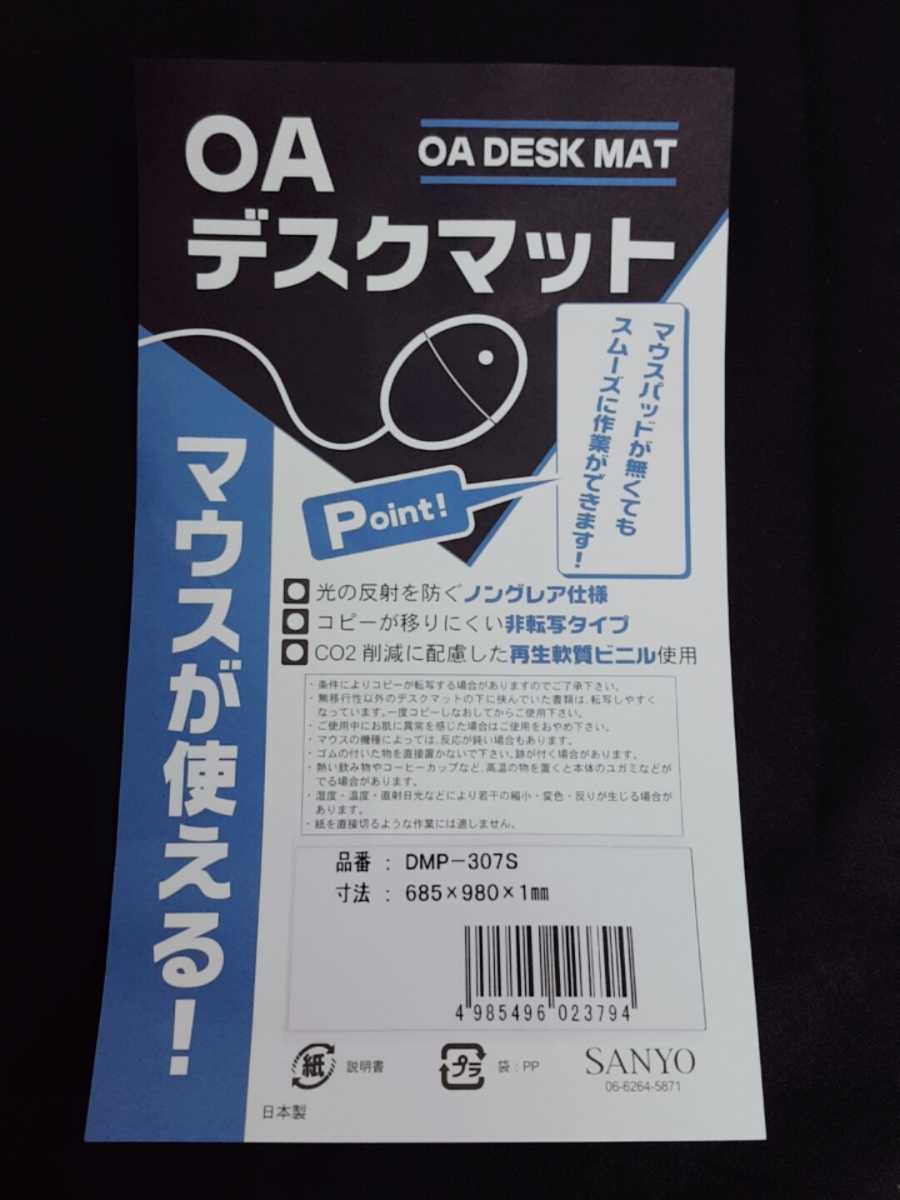 OA
OA DESK MAT
デスクマット
マウスパッドが無くても
スムーズに作業ができます!
Point!
マウスが使える!
光の反射を防ぐノングレア仕様
コピーが移りにくい非転写タイプ
CO2 削減に配慮した再生軟質ビニル使用
・条件によりコピーが転写する場合がありますのでご了承下さい。
・無移行性以外のデスクマットの下に挟んでいた書類は、転写しやすく
なっています。一度コピーしなおしてからご使用下さい。
・ご使用中にお肌に異常を感じた場合はご使用をおやめ下さい。
・マウスの機種によっては、反応が鈍い場合もあります。
・ゴムの付いた物を直接置かないで下さい。跡が付く場合があります。
・熱い飲み物やコーヒーカップなど、高温の物を置くと本体のユガミなどが
でる場合があります。
・湿度・温度・直射日光などにより若干の縮小・変色・反りが生じる場合が
あります。
・紙を直接切るような作業には適しません。
品番 : DMP-307S
寸法 : 685×980×1mm
4 985496 023794
紙 説明書
プラ 袋:PP
SANYO
06-6264-5871
日本製